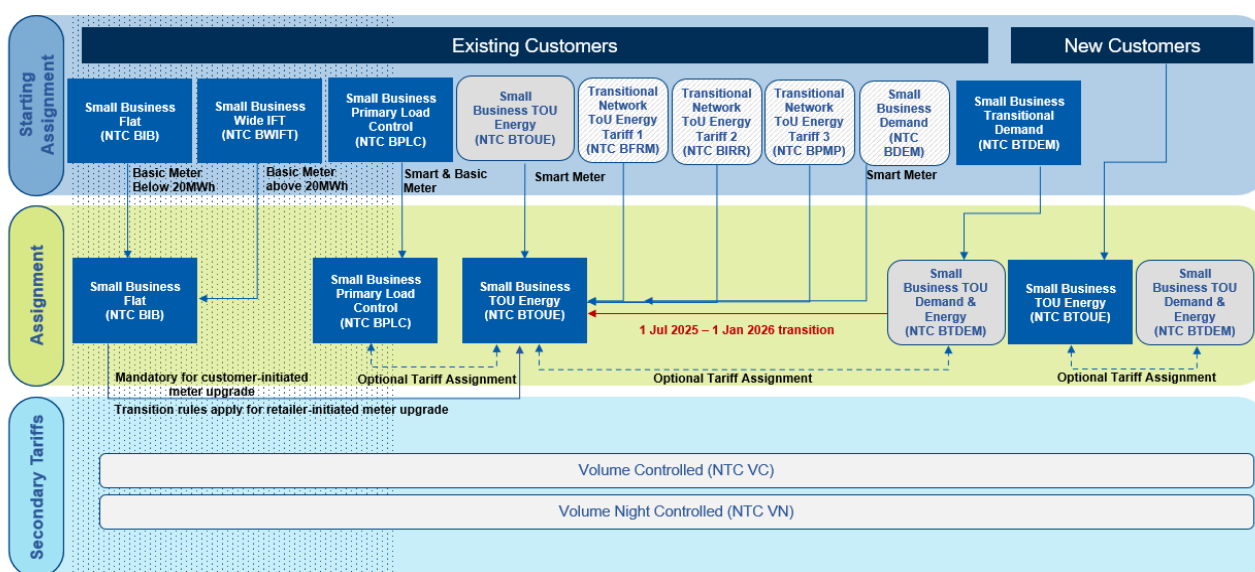 Starting
Assignment
Existing Customers
New Customers
Small Business
Flat
(NTC BIB)
Small Business
Wide IFT
(NTC BWIFT)
Small Business
Primary Load
Control
(NTC BPLC)
Small
Business TOU
Energy
(NTC BTOUE)
Transitional
Network
ToU Energy
Tariff 1
(NTC BFRM)
Transitional
Network ToU
Energy
Tariff 2
(NTC BIRR)
Transitional
Network
ToU Energy
Tariff 3
(NTC BPMP)
Small
Business
Demand (NTC
BDEM)
Small Business
Transitional
Demand
(NTC BTDEM)
Basic Meter
Below 20MWh
Basic Meter
above 20MWh
Smart & Basic
Meter
Smart Meter
Smart Meter
Assignment
Small Business
Flat
(NTC BIB)
Small Business
Primary Load
Control
(NTC BPLC)
Small Business
TOU Energy
(NTC BTOUE)
1 Jul 2025 – 1 Jan 2026 transition
Small
Business TOU
Demand &
Energy
(NTC BTDEM)
Small Business
TOU Energy
(NTC BTOUE)
Small
Business TOU
Demand &
Energy
(NTC BTDEM)
Mandatory for customer-initiated
meter upgrade
Optional Tariff Assignment
Optional Tariff Assignment
Optional Tariff Assignment
Transition rules apply for retailer-initiated meter upgrade
Secondary Tariffs
Volume Controlled (NTC VC)
Volume Night Controlled (NTC VN)